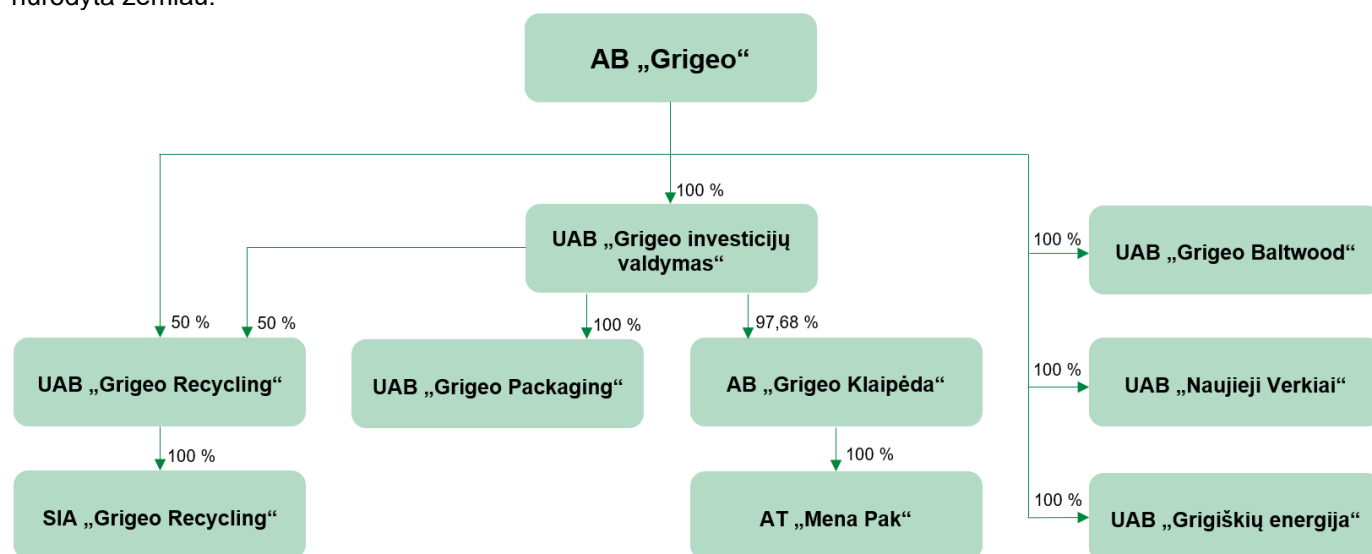 nurodyta žemiau.
AB „Grigeo“
100 %
UAB „Grigeo investicijų
valdymas“
100 %
UAB „Grigeo Baltwood“
50 %
50 %
100 %
97,68 %
UAB „Grigeo Recycling“
UAB „Grigeo Packaging“
AB „Grigeo Klaipėda“
100 %
UAB „Naujieji Verkiai“
100 %
100 %
SIA „Grigeo Recycling“
AT „Mena Pak“
100 %
UAB „Grigiškių energija“